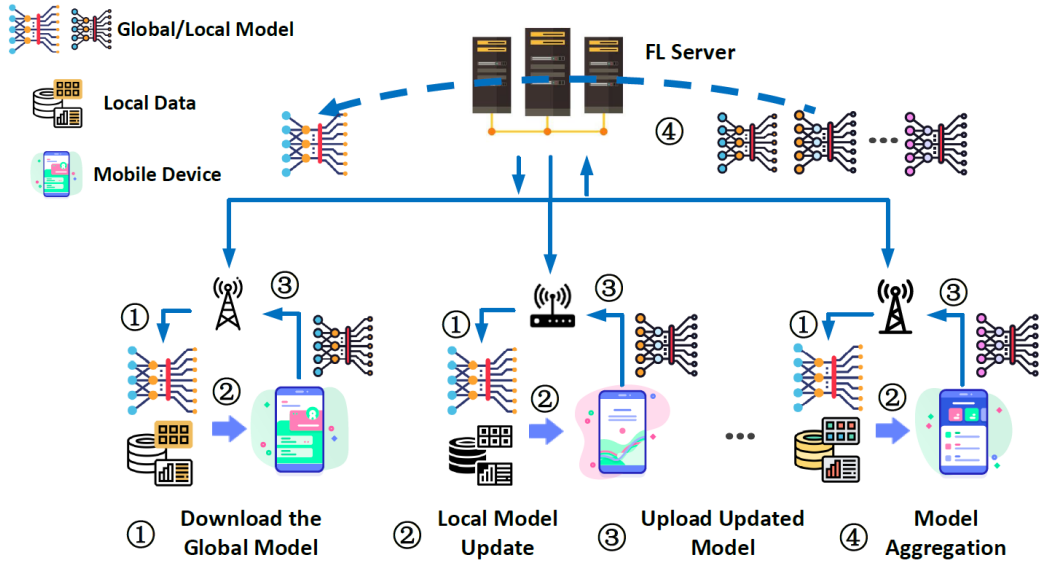 Global/Local Model
FL Server
Local Data
④
Mobile Device
③
③
③
①
①
①
②
②
②
①
Download the
Global Model
②
Local Model
Update
③
Upload Updated
Model
④
Model
Aggregation